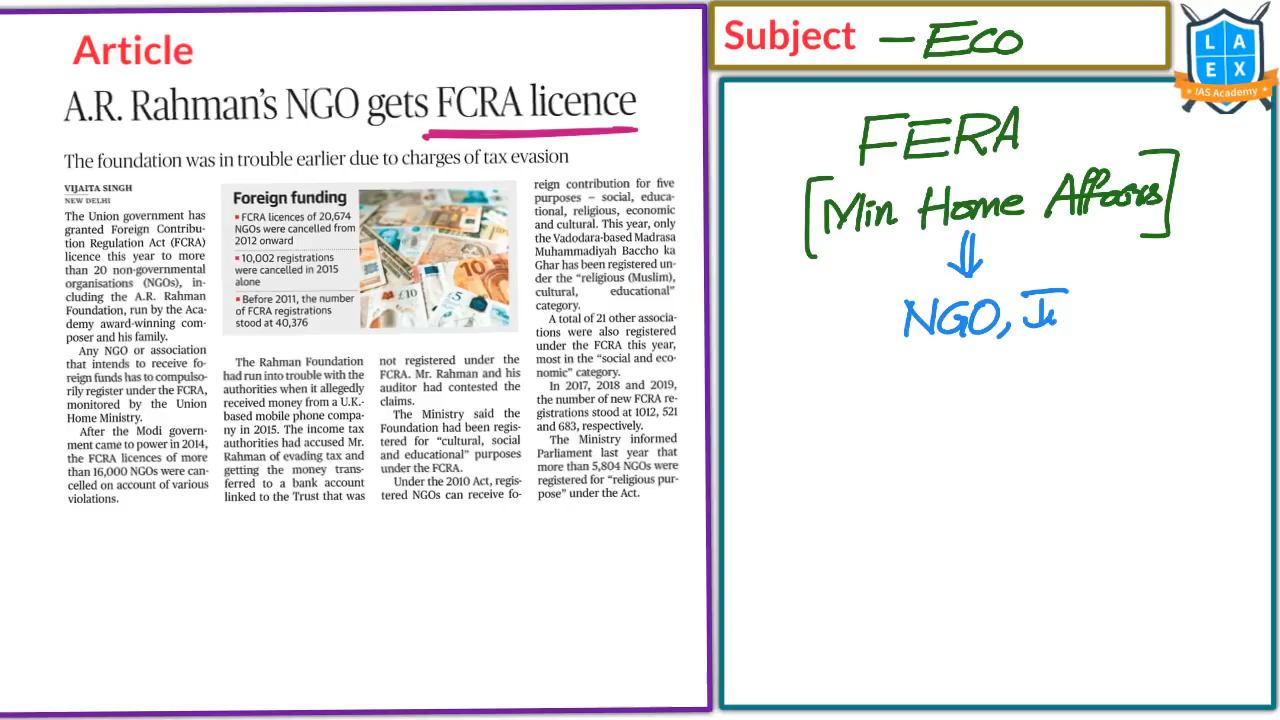 Article
A.R. Rahman's NGO gets FCRA licence
The foundation was in trouble earlier due to charges of tax evasion
VIJAITA SINGH
NEW DELHI
The Union government has
granted Foreign Contribu-
tion Regulation Act (FCRA)
licence this year to more
than 20 non-governmental
organisations (NGOs), in-
cluding the A.R. Rahman
Foundation, run by the Aca-
demy award-winning com-
poser and his family.
Any NGO or association
that intends to receive fo-
reign funds has to compulso-
rily register under the FCRA,
monitored by the Union
Home Ministry.
After the Modi govern-
ment came to power in 2014,
the FCRA licences of more
than 16,000 NGOs were can-
celled on account of various
violations.
Foreign funding
FCRA licences of 20,674
NGOs were cancelled from
2012 onward
10,002 registrations
were cancelled in 2015
alone
Before 2011, the number
of FCRA registrations
stood at 40,376
The Rahman Foundation
had run into trouble with the
authorities when it allegedly
received money from a U.K.-
based mobile phone compa-
ny in 2015. The income tax
authorities had accused Mr.
Rahman of evading tax and
getting the money trans-
ferred to a bank account
linked to the Trust that was
not registered under the
FCRA. Mr. Rahman and his
auditor had contested the
claims.
The Ministry said the
Foundation had been regis-
tered for "cultural, social
and educational" purposes
under the FCRA.
Under the 2010 Act, regis-
tered NGOs can receive fo-
reign contribution for five
purposes – social, educa-
tional, religious, economic
and cultural. This year, only
the Vadodara-based Madrasa
Muhammadiyah Baccho ka
Ghar has been registered un-
der the "religious (Muslim),
cultural, educational"
category.
A total of 21 other associa-
tions were also registered
under the FCRA this year,
most in the "social and eco-
nomic" category.
In 2017, 2018 and 2019,
the number of new FCRA re-
gistrations stood at 1012, 521
and 683, respectively.
The Ministry informed
Parliament last year that
more than 5,804 NGOs were
registered for "religious pur-
pose" under the Act.
Subject - Eco
LAEX
IAS Academy
FERA
[Min Home Affairs]
NGO,